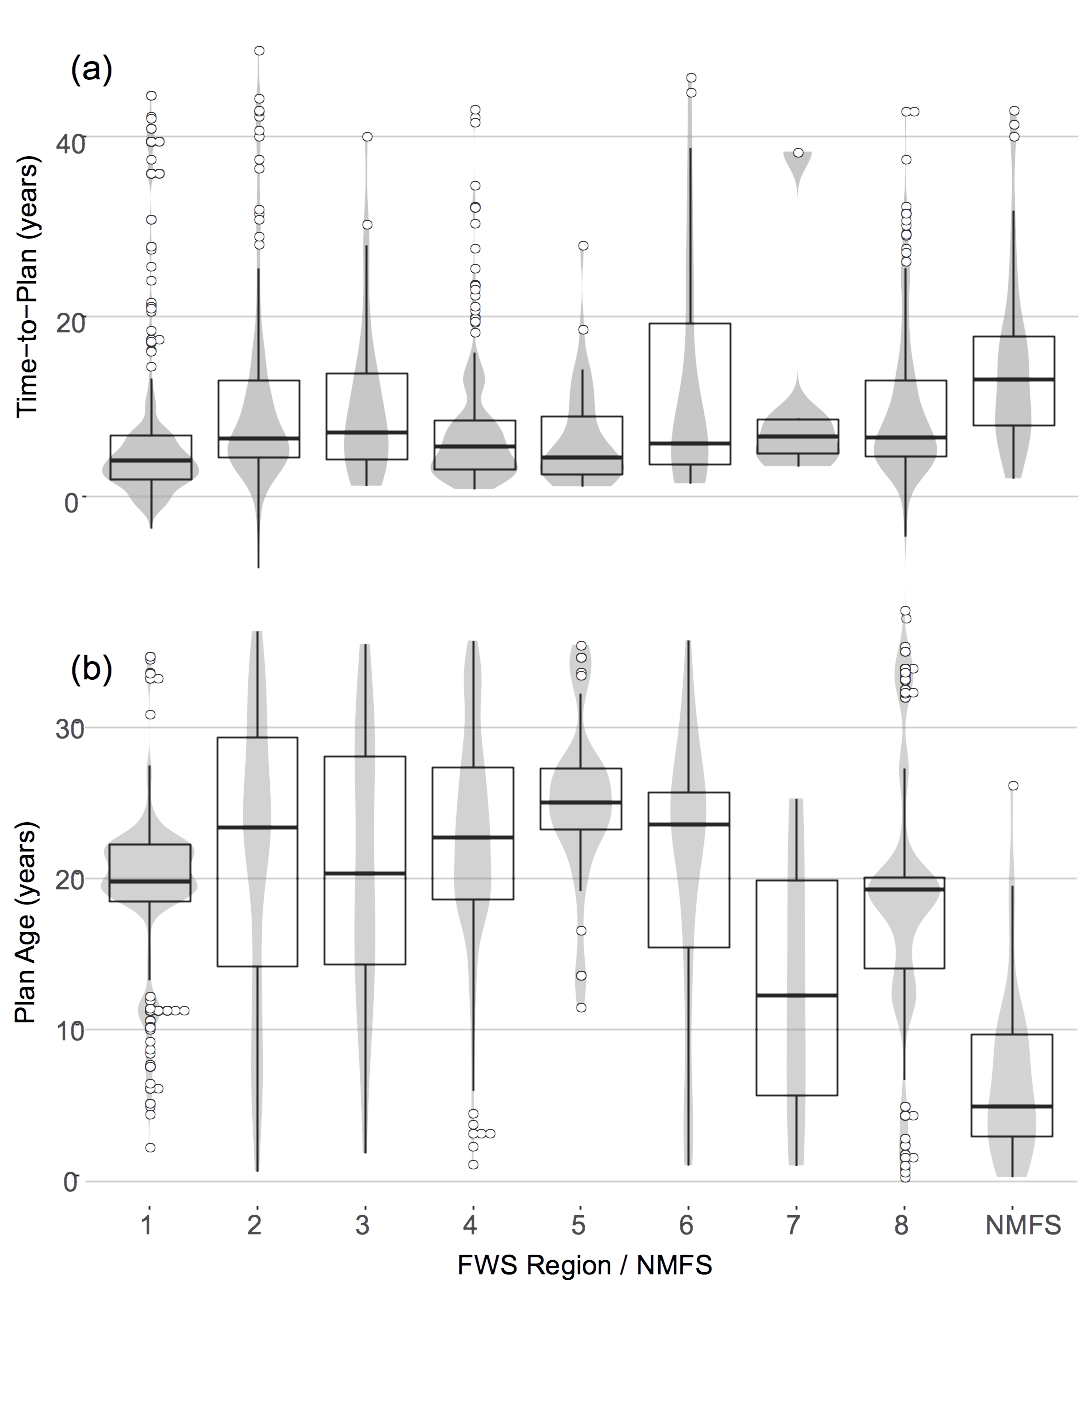 (a)
Time−to−Plan (years)
40
20
0
(b)
Plan Age (years)
30
20
10
0
1 2 3 4 5 6 7 8 NMFS
FWS Region / NMFS